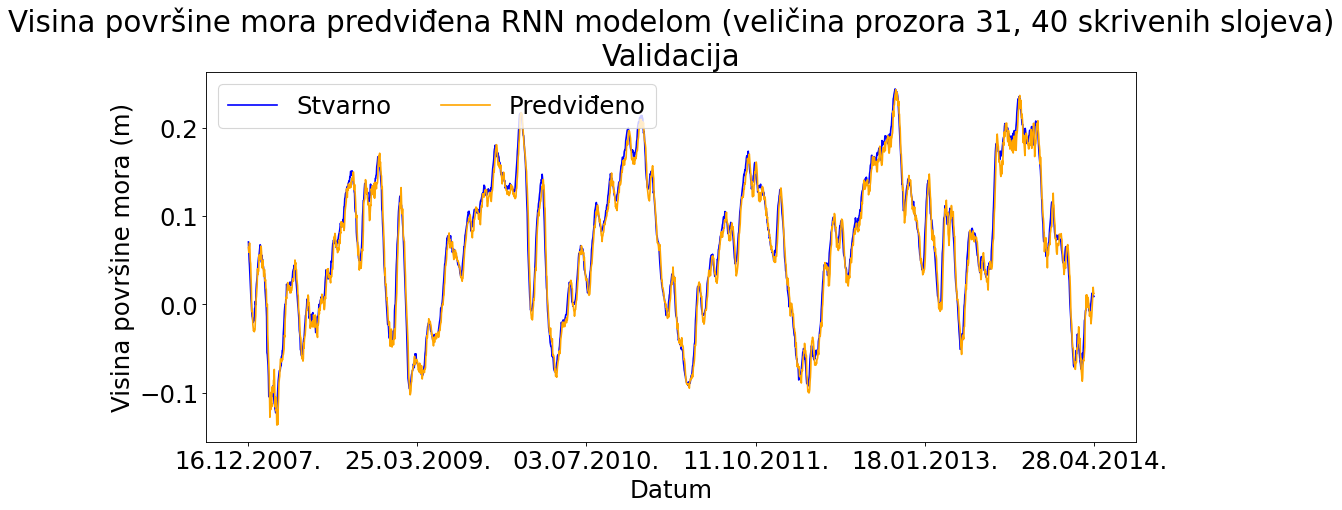 Visina površine mora predviđena RNN modelom (veličina prozora 31, 40 skrivenih slojeva)
Validacija
Stvarno
Predviđeno
Visina površine mora (m)
0.2
0.1
0.0
−0.1
16.12.2007.
25.03.2009.
03.07.2010.
11.10.2011.
18.01.2013.
28.04.2014.
Datum